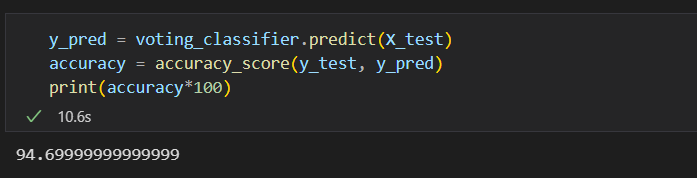 y_pred = voting_classifier.predict(X_test)
accuracy = accuracy_score(y_test, y_pred)
print(accuracy*100)
10.6s
94.69999999999999